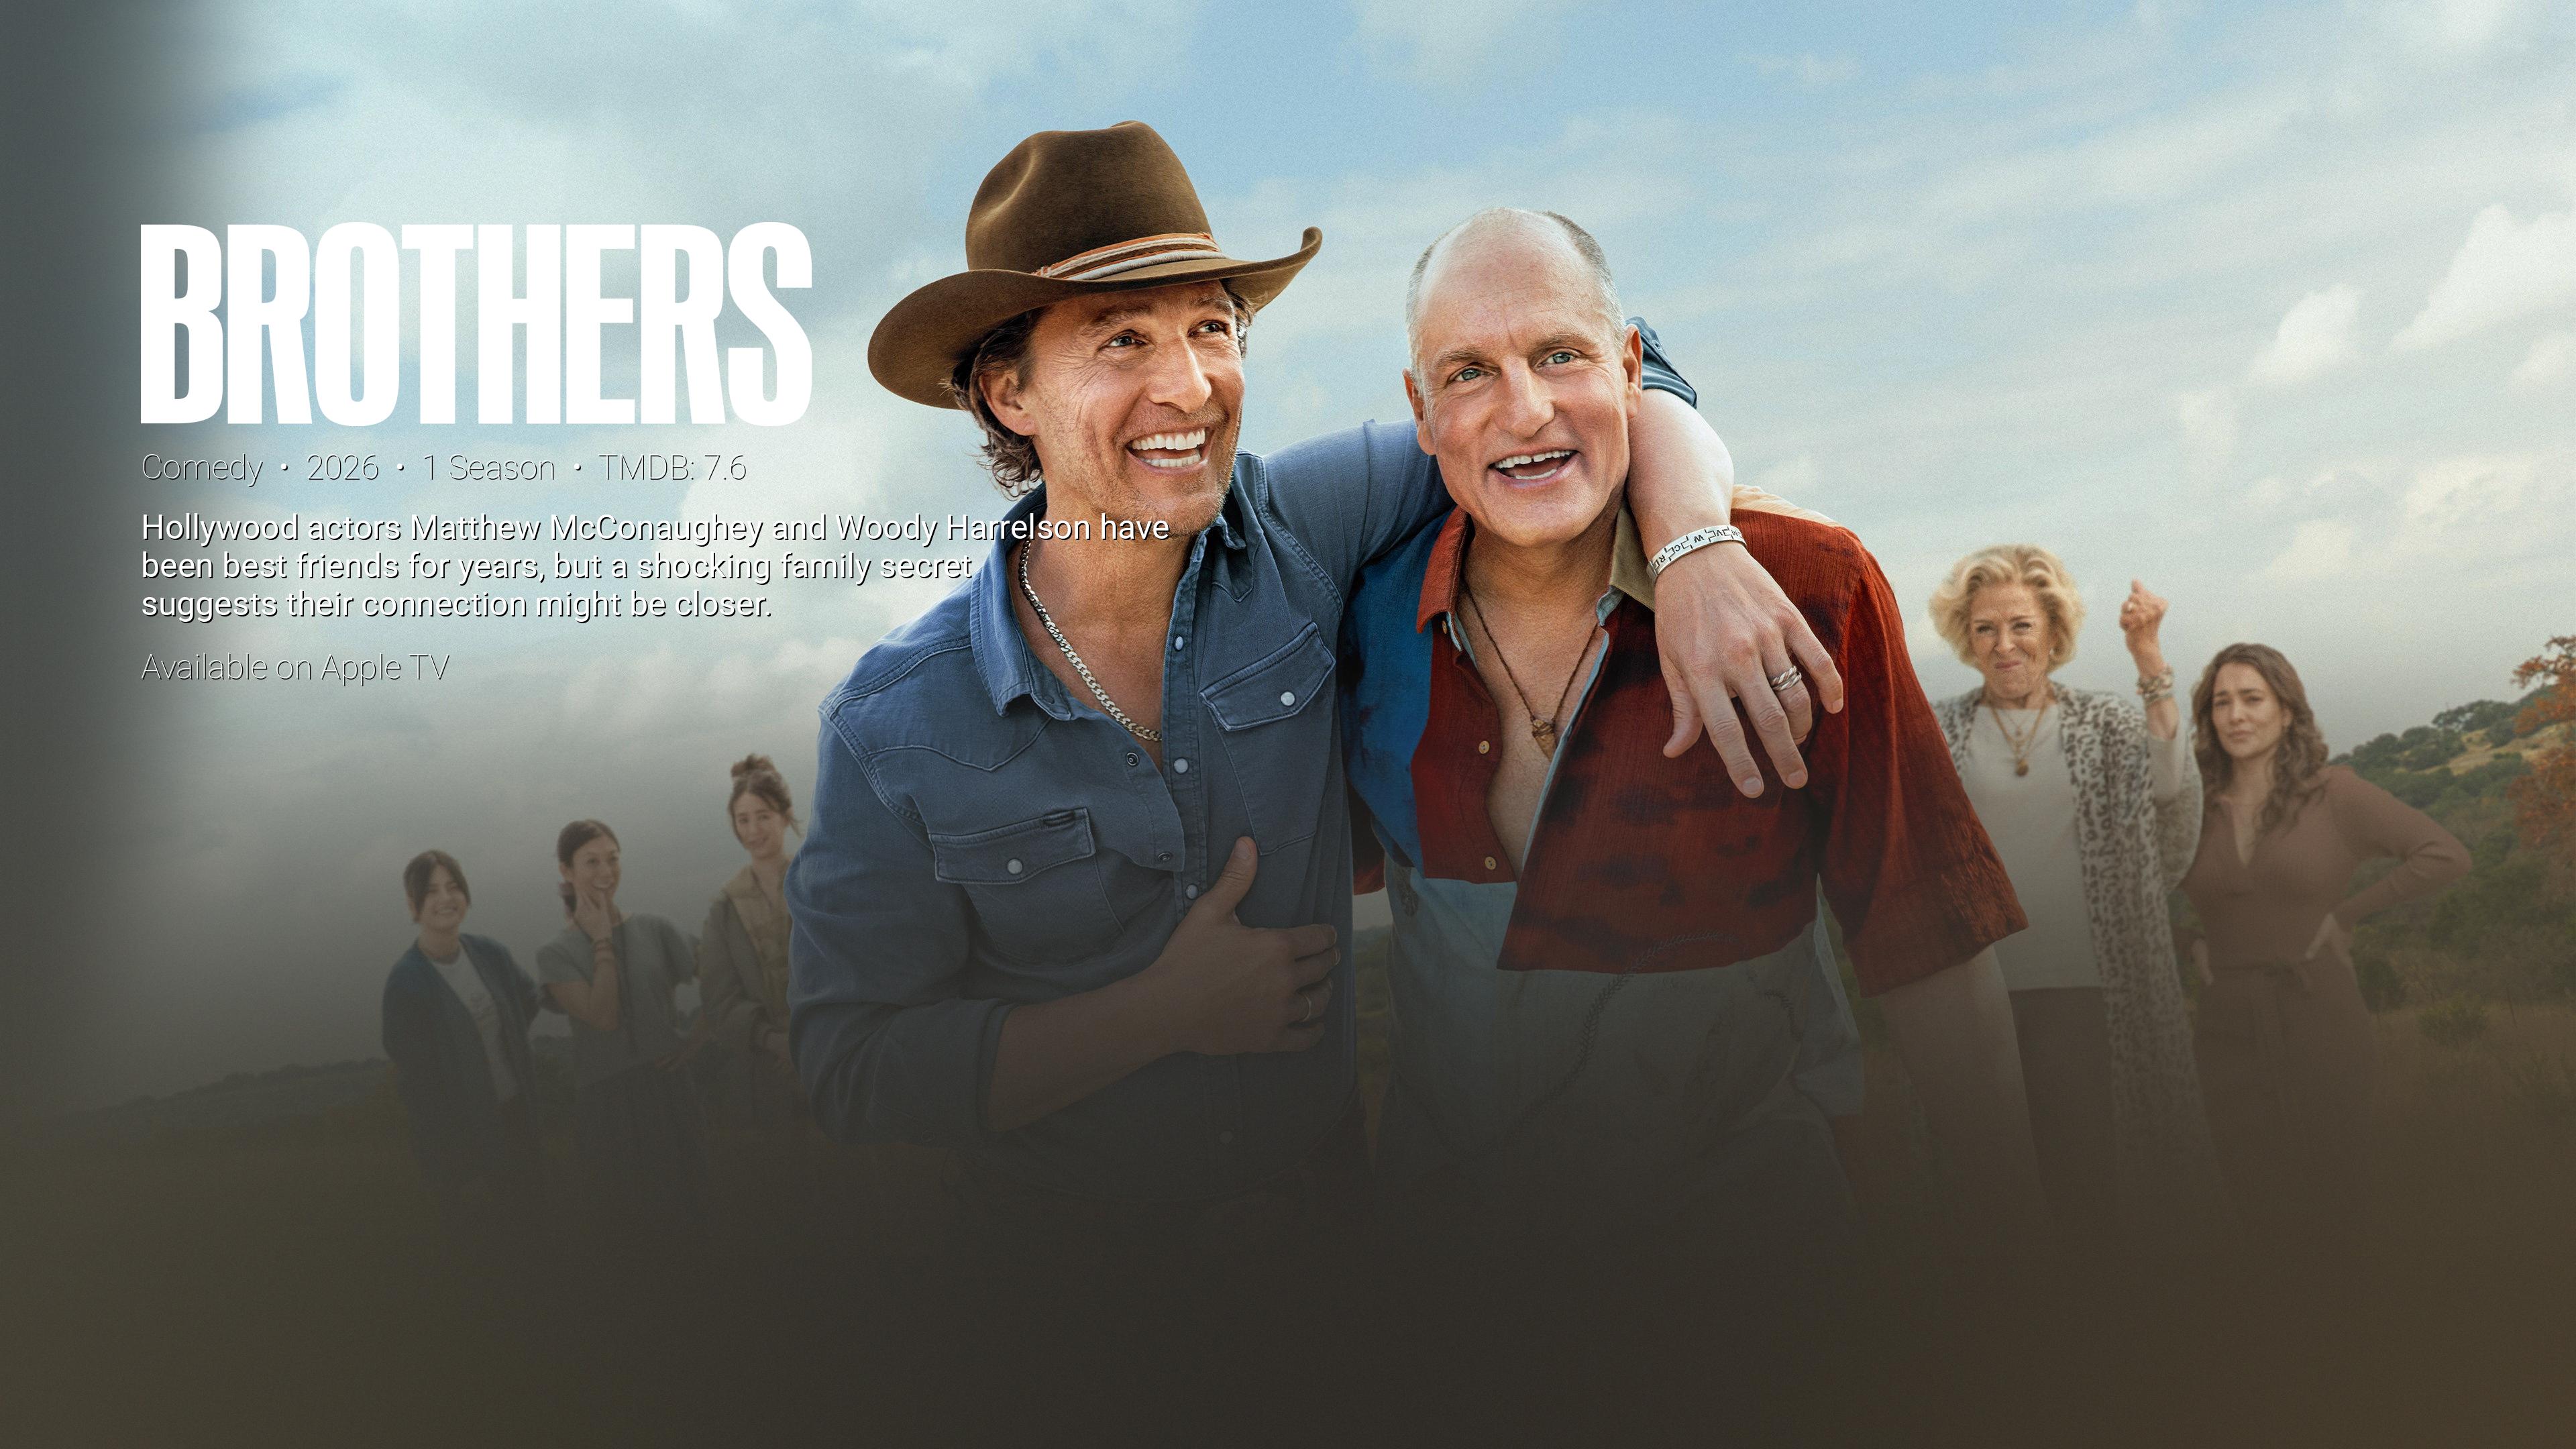 BROTHERS
Comedy • 2026 • 1 Season • TMDB: 7.6
Hollywood actors Matthew McConaughey and Woody Harrelson have
been best friends for years, but a shocking family secret
suggests their connection might be closer.
Available on Apple TV